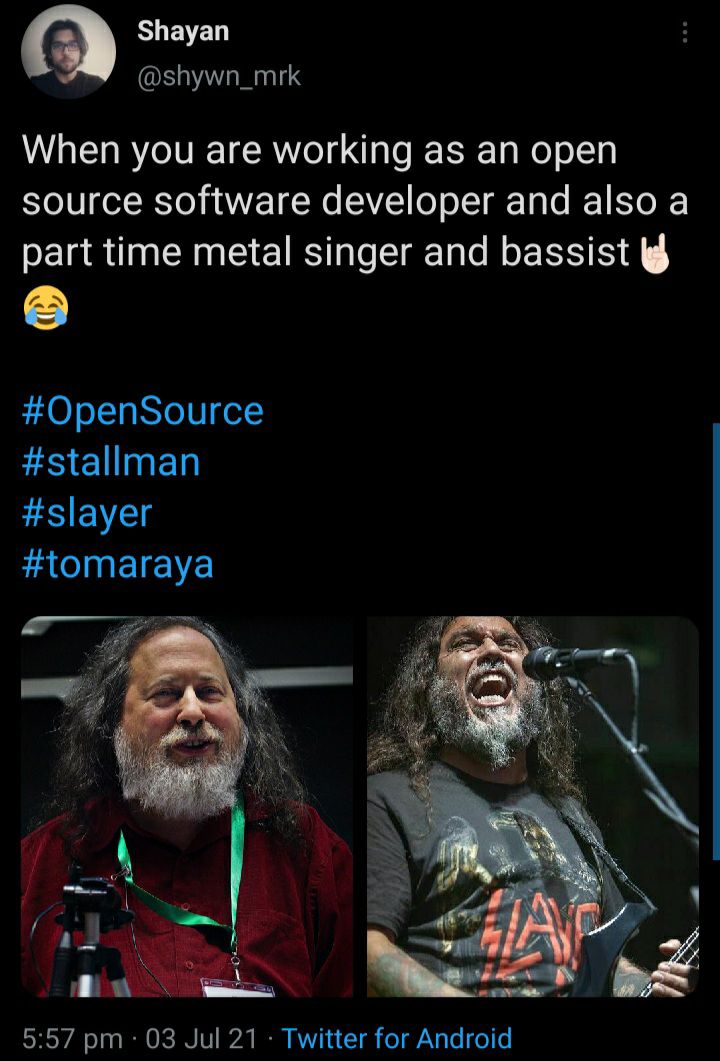 Shayan
@shywn_mrk
When you are working as an open
source software developer and also a
part time metal singer and bassist🤘🏻
😂
#OpenSource
#stallman
#slayer
#tomaraya
SLAY
5:57 pm · 03 Jul 21 · Twitter for Android